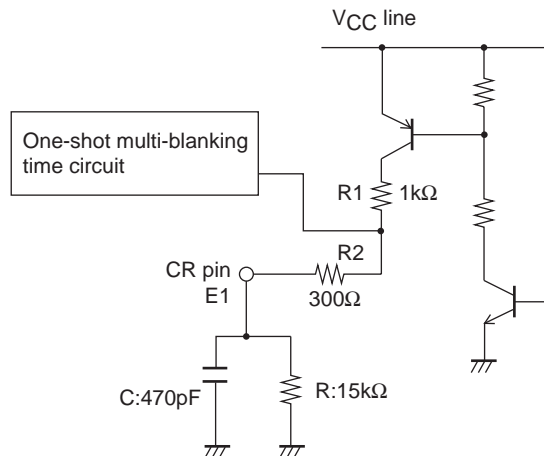 VCC line
One-shot multi-blanking
time circuit
R1
1kΩ
R2
CR pin
E1
300Ω
C:470pF
R:15kΩ